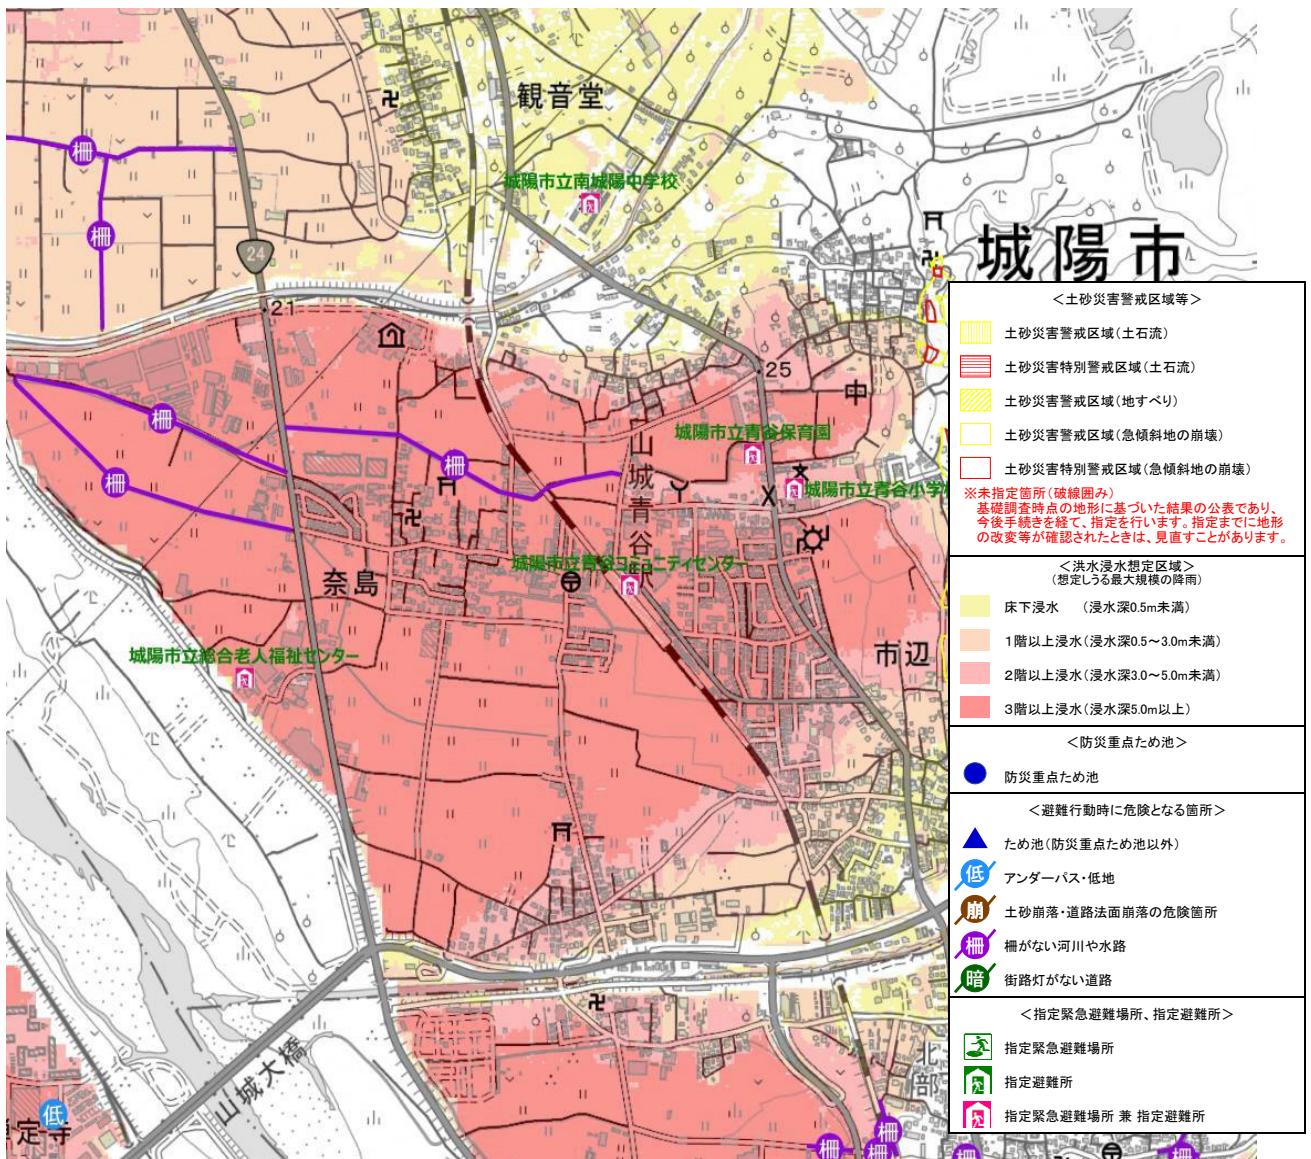 観音堂
柵
城陽市立南城陽中学校
柵
24
城陽市
21
25
中
柵
城陽市立青谷保育園
柵
山城青谷駅
柵
城陽市立青谷小学
城陽市立青谷コミュニティセンター
奈島
市辺
城陽市立総合老人福祉センター
山城大橋
北部
低
定寺
柵
柵
柵
柵
柵
<土砂災害警戒区域等>
土砂災害警戒区域(土石流)
土砂災害特別警戒区域(土石流)
土砂災害警戒区域(地すべり)
土砂災害警戒区域(急傾斜地の崩壊)
土砂災害特別警戒区域(急傾斜地の崩壊)
※未指定箇所(破線囲み)
基礎調査時点の地形に基づいた結果の公表であり、
今後手続きを経て、指定を行います。指定までに地形
の改変等が確認されたときは、見直すことがあります。
<洪水浸水想定区域>
(想定しうる最大規模の降雨)
床下浸水 (浸水深0.5m未満)
1階以上浸水(浸水深0.5～3.0m未満)
2階以上浸水(浸水深3.0～5.0m未満)
3階以上浸水(浸水深5.0m以上)
<防災重点ため池>
防災重点ため池
<避難行動時に危険となる箇所>
ため池(防災重点ため池以外)
低 アンダーパス・低地
崩 土砂崩落・道路法面崩落の危険箇所
柵 柵がない河川や水路
暗 街路灯がない道路
<指定緊急避難場所、指定避難所>
指定緊急避難場所
指定避難所
指定緊急避難場所 兼 指定避難所